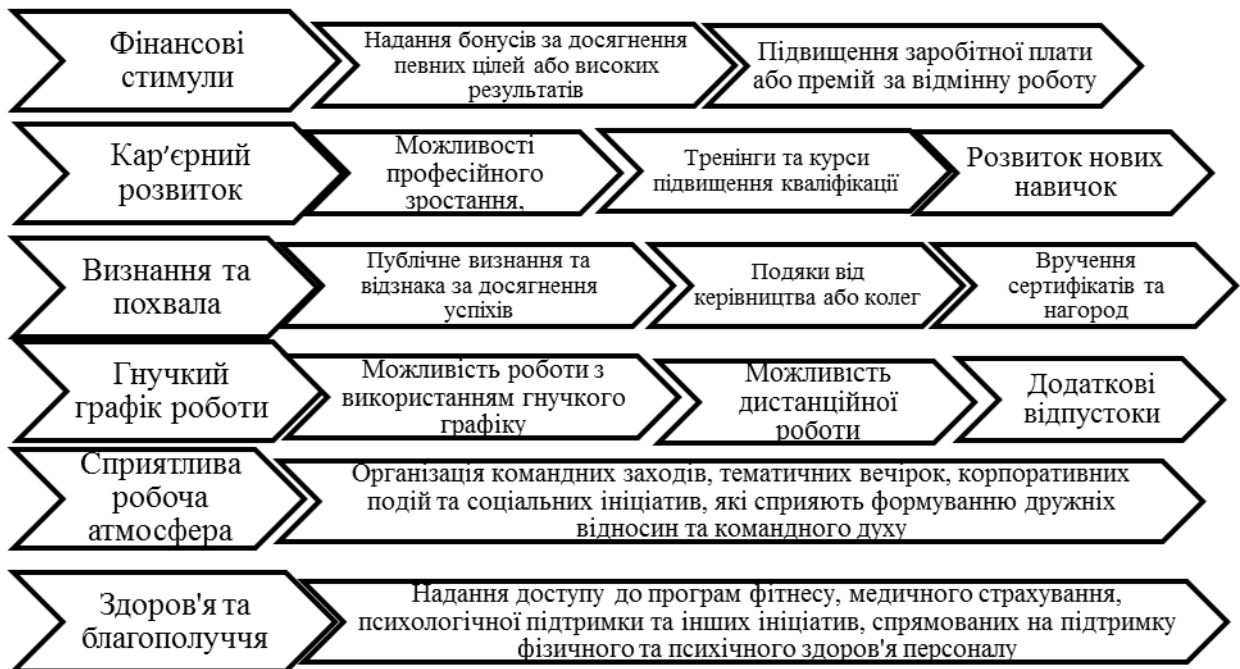 Фінансові
стимули
Надання бонусів за досягнення
певних цілей або високих
результатів
Підвищення заробітної плати
або премій за відмінну роботу
Кар'єрний
розвиток
Можливості
професійного
зростання,
Тренінги та курси
підвищення кваліфікації
Розвиток нових
навичок
Визнання та
похвала
Публічне визнання та
відзнака за досягнення
успіхів
Подяки від
керівництва або колег
Вручення
сертифікатів та
нагород
Гнучкий
графік роботи
Можливість роботи з
використанням гнучкого
графіку
Можливість
дистанційної
роботи
Додаткові
відпустоки
Сприятлива
робоча
атмосфера
Організація командних заходів, тематичних вечірок, корпоративних
подій та соціальних ініціатив, які сприяють формуванню дружніх
відносин та командного духу
Здоров'я та
благополуччя
Надання доступу до програм фітнесу, медичного страхування,
психологічної підтримки та інших ініціатив, спрямованих на підтримку
фізичного та психічного здоров'я персоналу